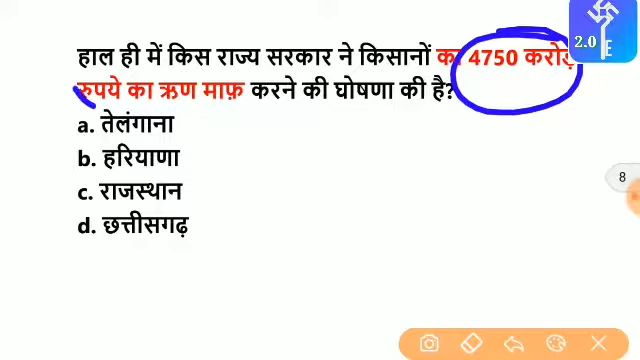 हाल ही में किस राज्य सरकार ने किसानों का 4750 करोड़
रुपये का ऋण माफ़ करने की घोषणा की है?
a. तेलंगाना
b. हरियाणा
c. राजस्थान
d. छत्तीसगढ़
2.0
E
8